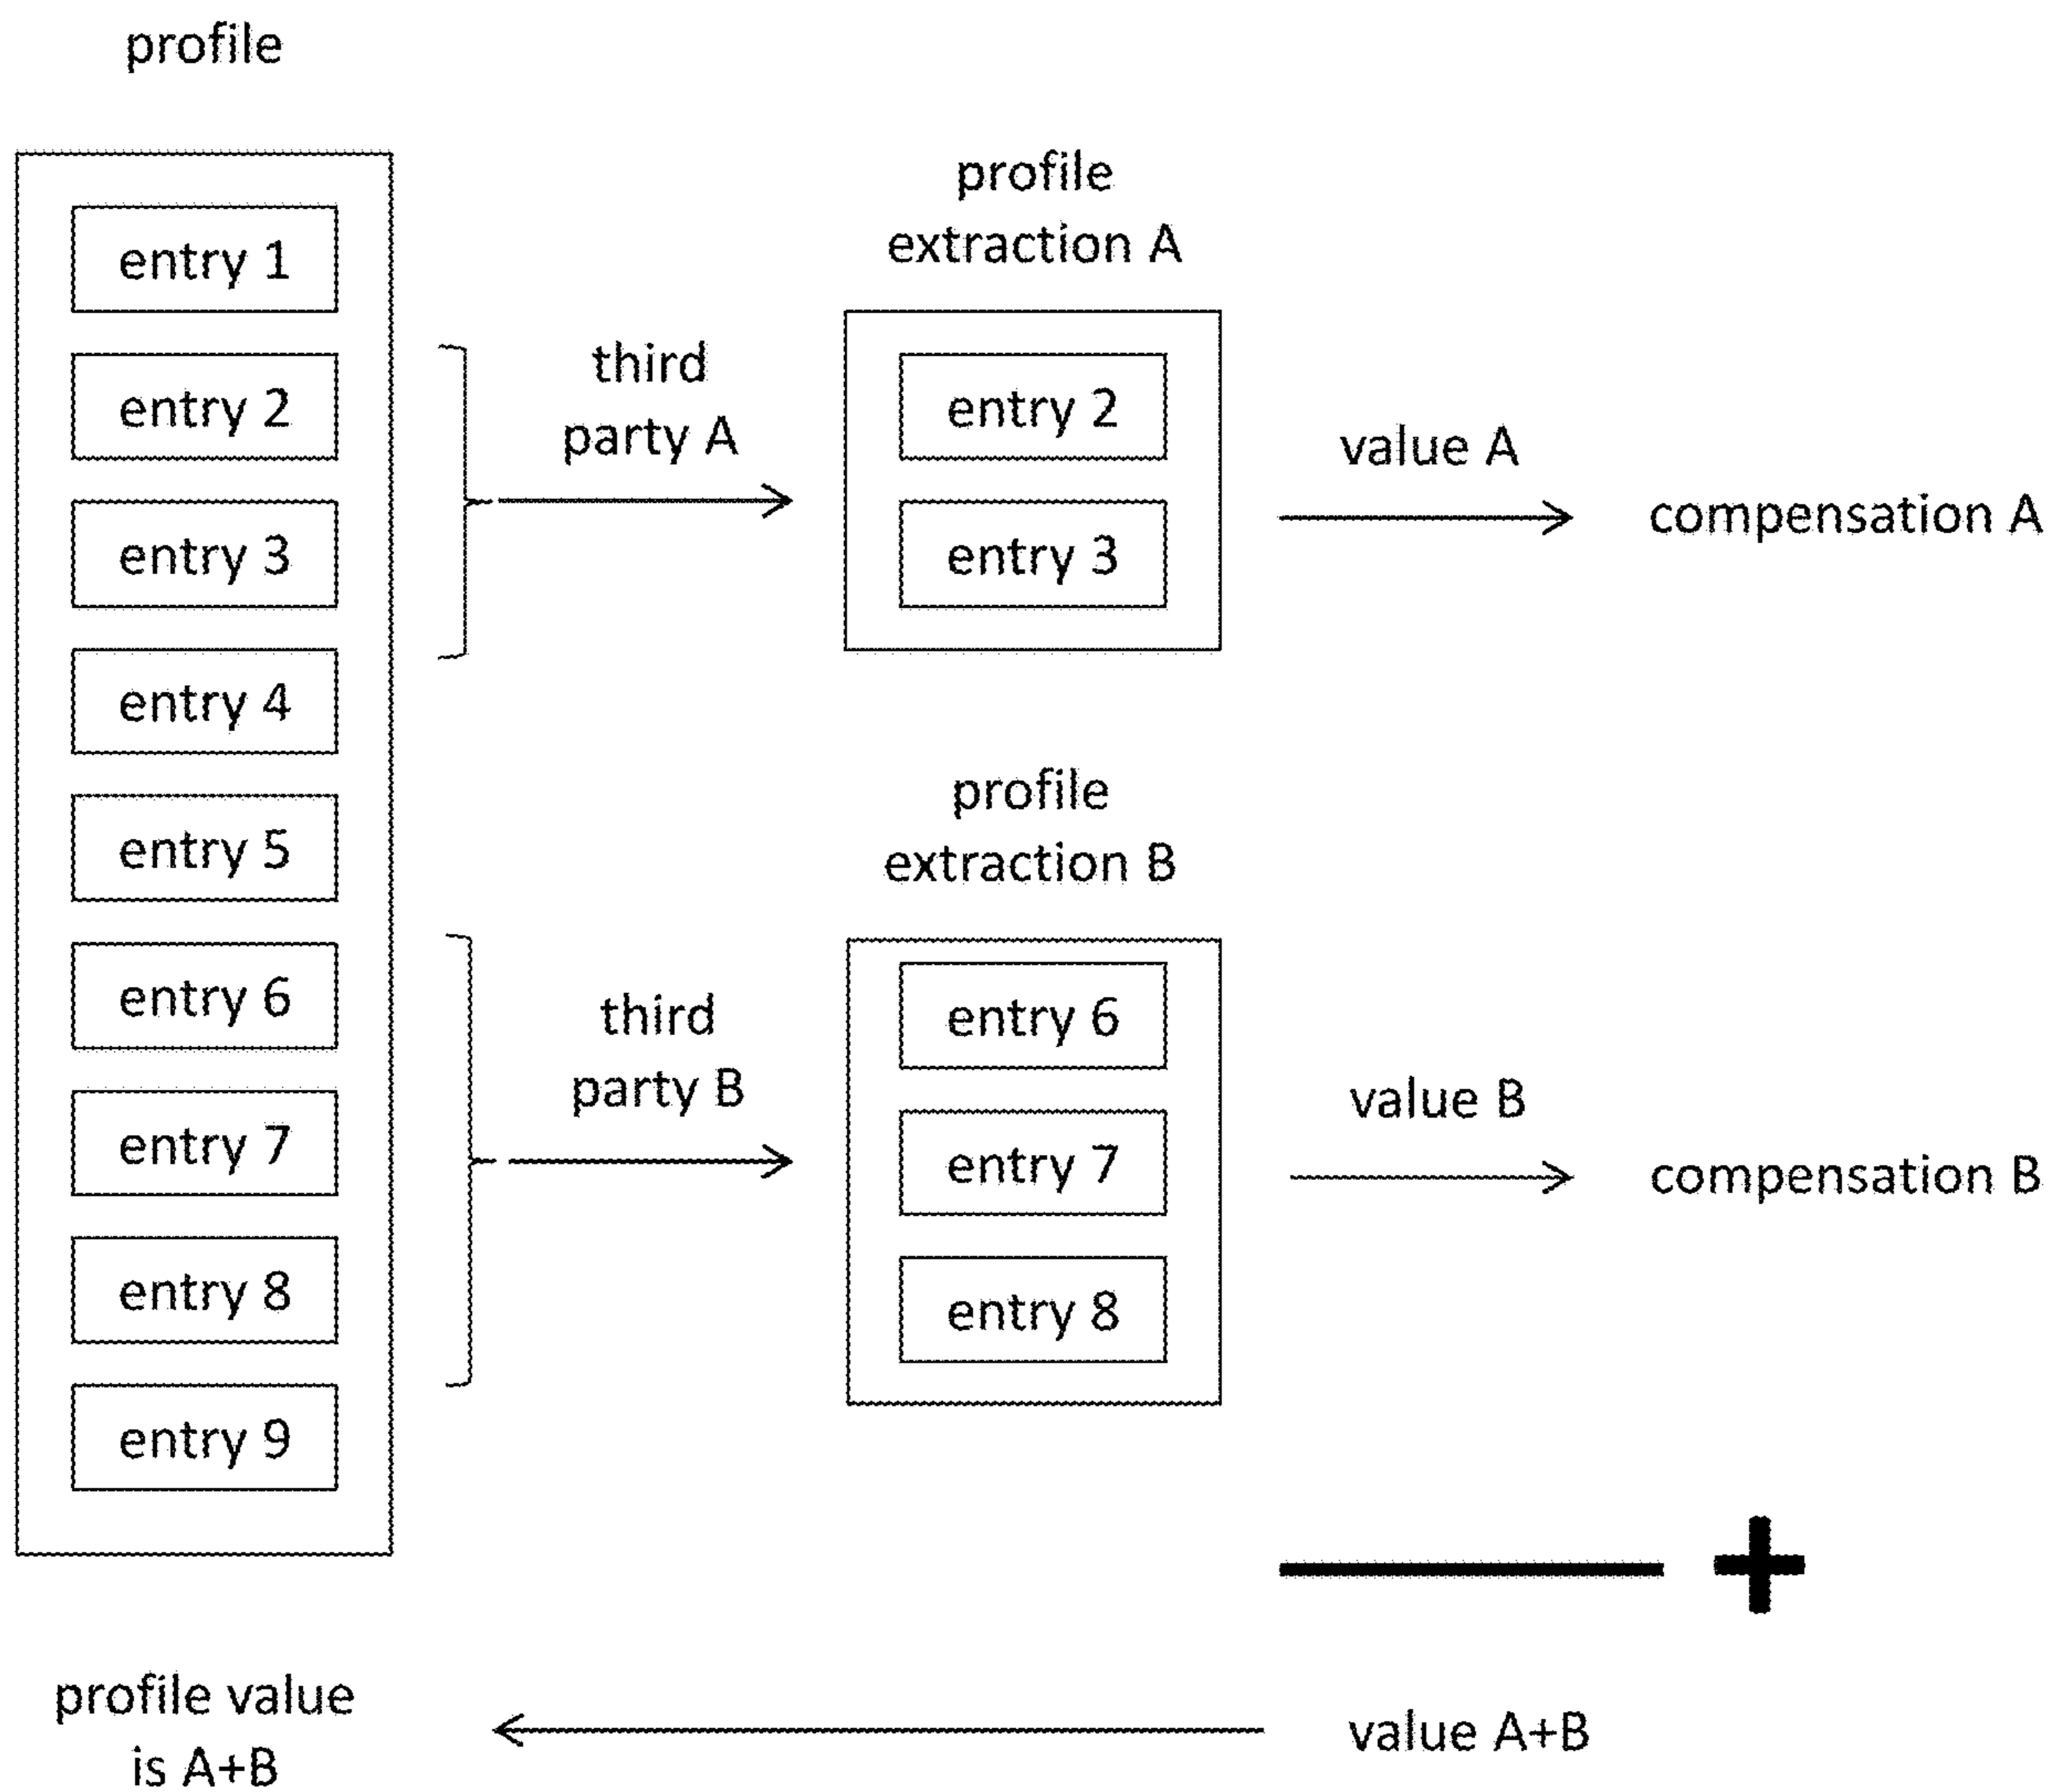 profile
entry 1
entry 2
entry 3
entry 4
entry 5
entry 6
entry 7
entry 8
entry 9
third
party A
profile
extraction A
entry 2
entry 3
value A
compensation A
third
party B
profile
extraction B
entry 6
entry 7
entry 8
value B
compensation B
+
value A+B
profile value
is A+B